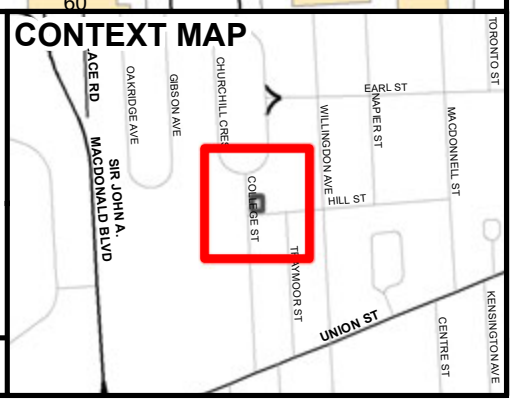 60
CONTEXT MAP
ACE RD
OAKRIDGE AVE
GIBSON AVE
CHURCHILL CRES
EARL ST
TORONTO ST
NAPIER ST
WILLINGDON AVE
MACDONNELL ST
SIR JOHN A.
MACDONALD BLVD
COLLEGE ST
HILL ST
TRAYMOOR ST
UNION ST
CENTRE ST
KENSINGTON AVE